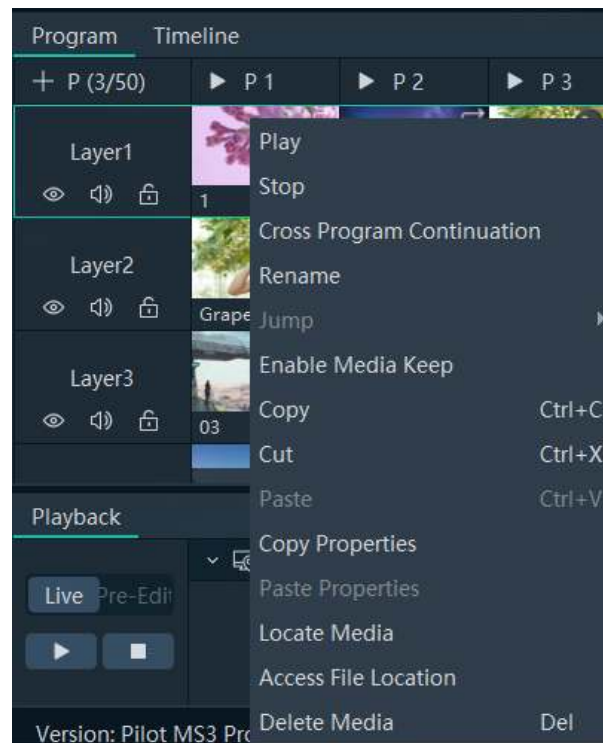 Program Timeline
P (3/50) P 1 P 2 P 3
Layer1
1
Layer2
Grape
Layer3
03
Play
Stop
Cross Program Continuation
Rename
Jump
Enable Media Keep
Copy Ctrl+C
Cut Ctrl+X
Paste Ctrl+V
Copy Properties
Paste Properties
Locate Media
Access File Location
Delete Media Del
Playback
Live Pre-Edit
Version: Pilot MS3 Pro